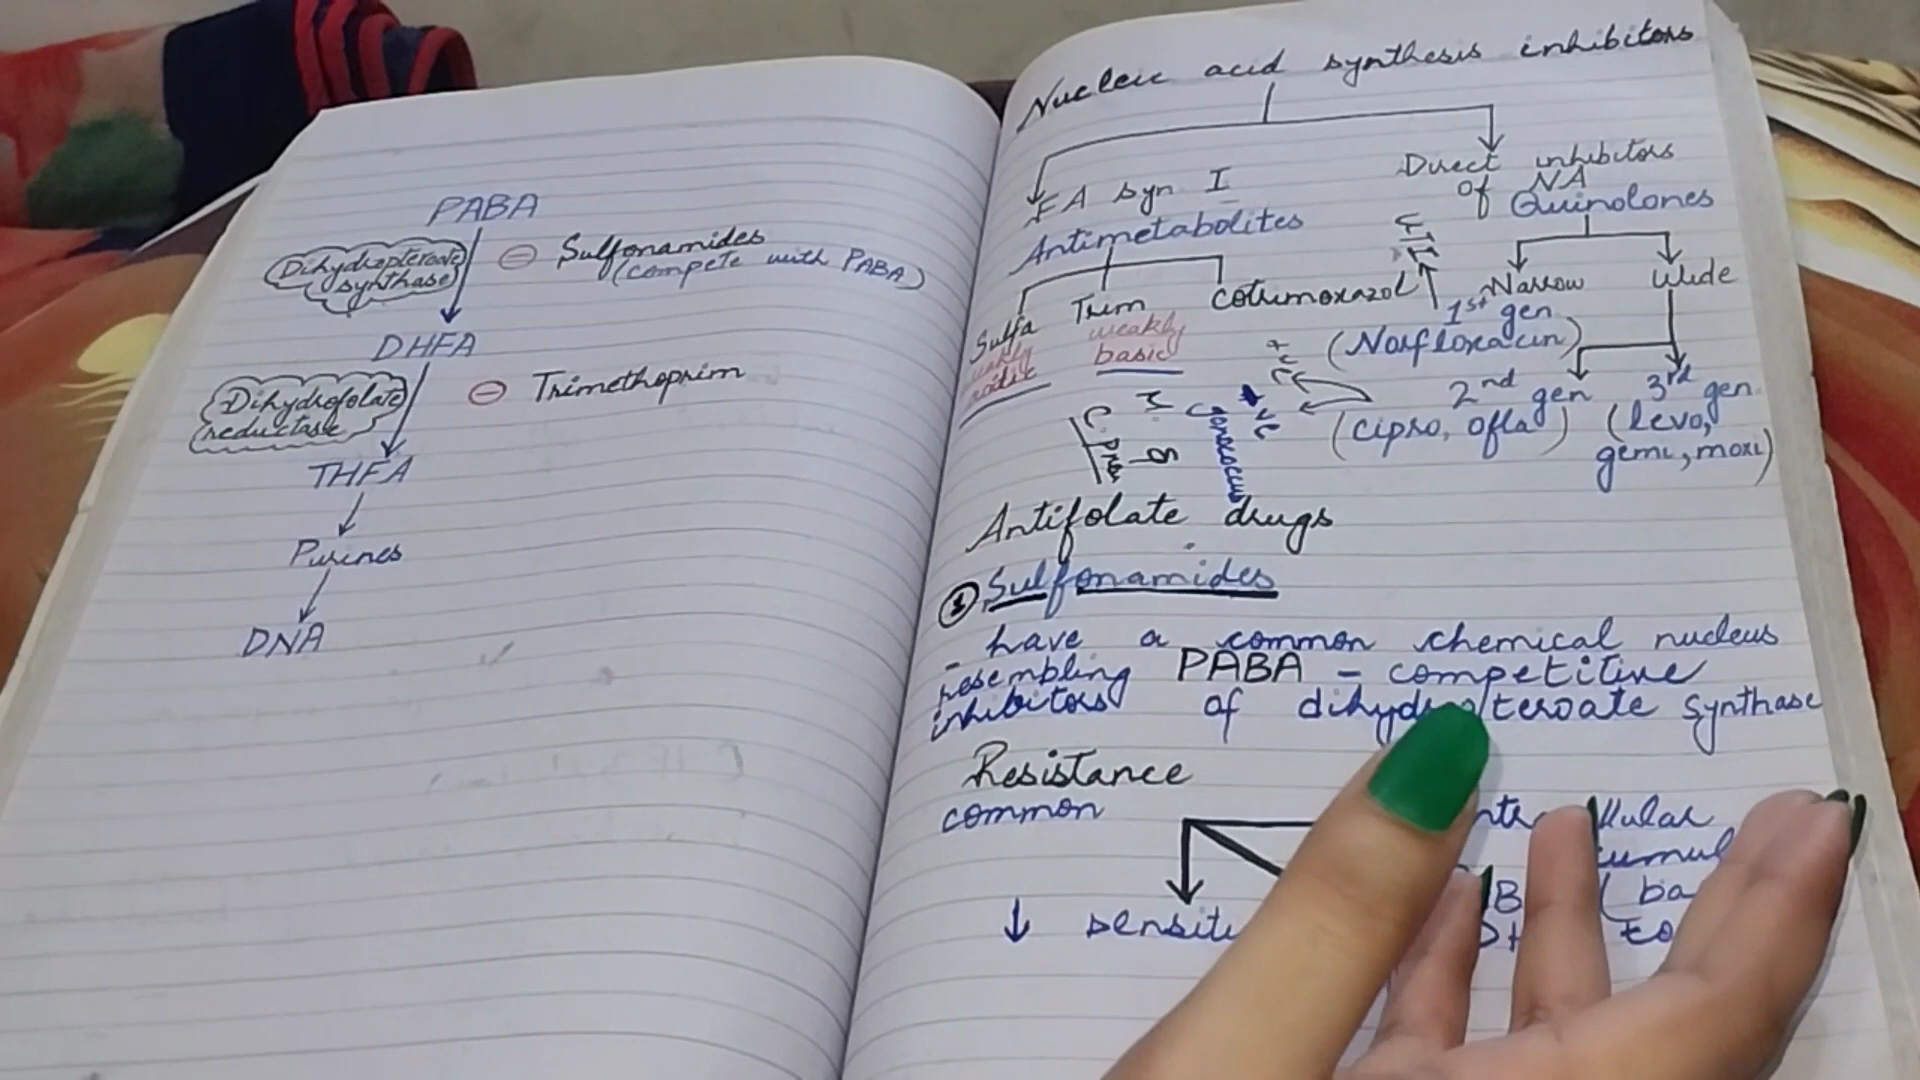 PABA
Dihydropteroate
synthase
⊖ Sulfonamides
(compete with PABA)
DHFA
Dihydrofolate
reductase
⊖ Trimethoprim
THFA
Purines
DNA
Nucleic acid synthesis inhibitors
FA syn I
Antimetabolites
Sulfa
Trim
weakly
basic
Cotrimoxazol
Direct inhibitors
of NA
Quinolones
Narrow
1st gen
(Norfloxacin)
Wide
2nd gen
(cipro, ofla)
3rd gen
(levo,
gemi, moxi)
Gonococcus
Antifolate drugs
① Sulfonamides
- have a common chemical nucleus
resembling PABA - competitive
inhibitors of synthase
Resistance
common
↓